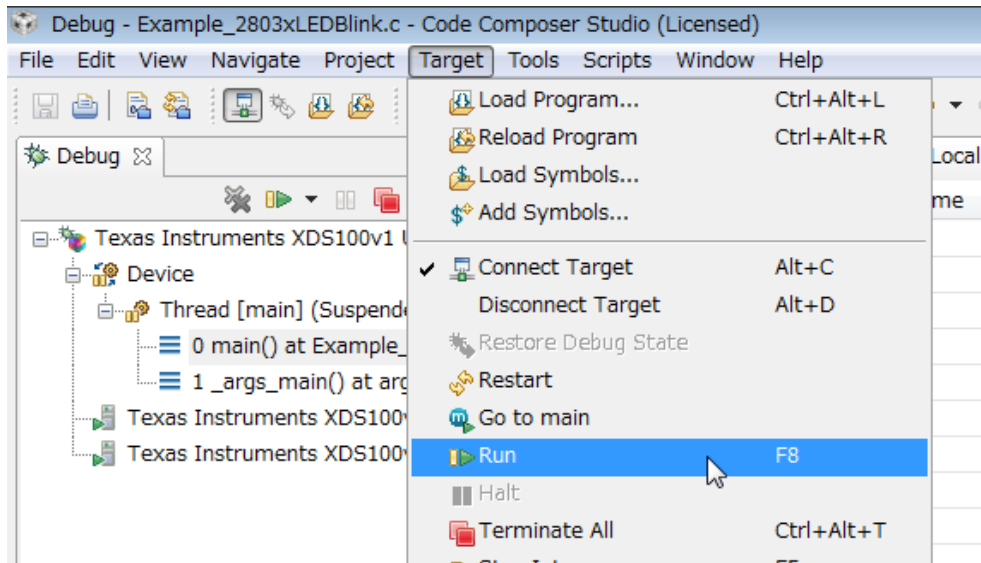 Debug - Example_2803xLEDBlink.c - Code Composer Studio (Licensed)
File Edit View Navigate Project Target Tools Scripts Window Help
Load Program... Ctrl+Alt+L
Reload Program Ctrl+Alt+R
Load Symbols...
Add Symbols...
Connect Target Alt+C
Disconnect Target Alt+D
Restore Debug State
Restart
Go to main
Run F8
Halt
Terminate All Ctrl+Alt+T
Debug
Texas Instruments XDS100v1
Device
Thread [main] (Suspende
0 main() at Example_
1 _args_main() at arg
Texas Instruments XDS100
Texas Instruments XDS100
Local
me